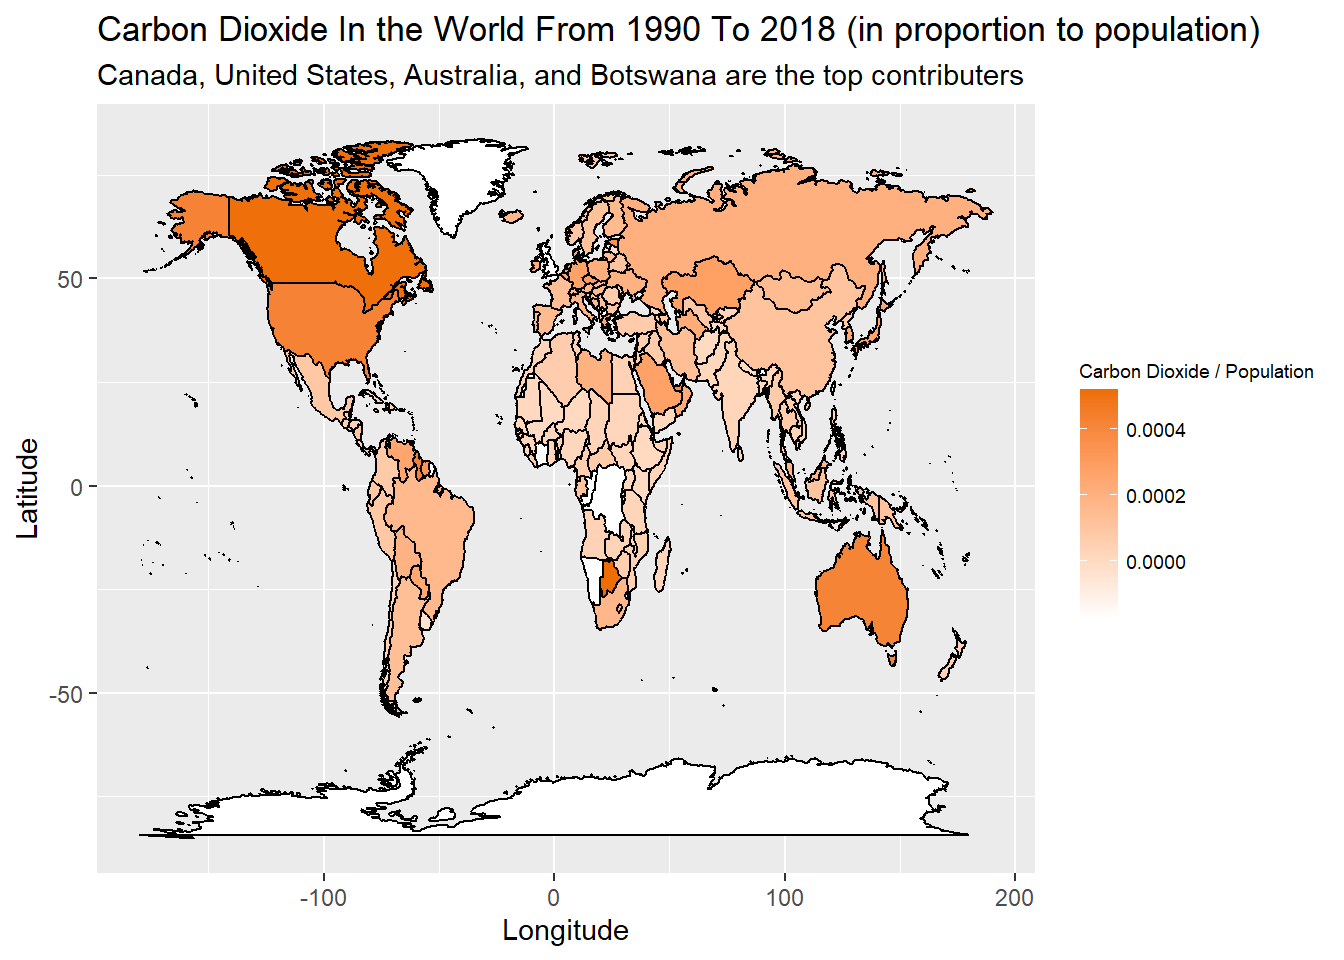 Carbon Dioxide In the World From 1990 To 2018 (in proportion to population)
Canada, United States, Australia, and Botswana are the top contributers
Latitude
50
0
-50
-100
0
100
200
Longitude
Carbon Dioxide / Population
0.0004
0.0002
0.0000